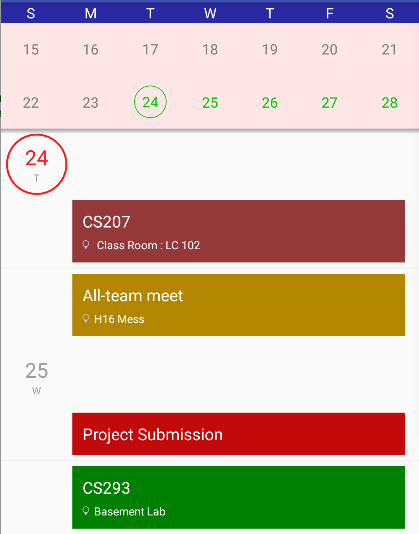 S M T W T F S
15 16 17 18 19 20 21
22 23 24 25 26 27 28
24
T
CS207
Class Room : LC 102
All-team meet
H16 Mess
25
W
Project Submission
CS293
Basement Lab